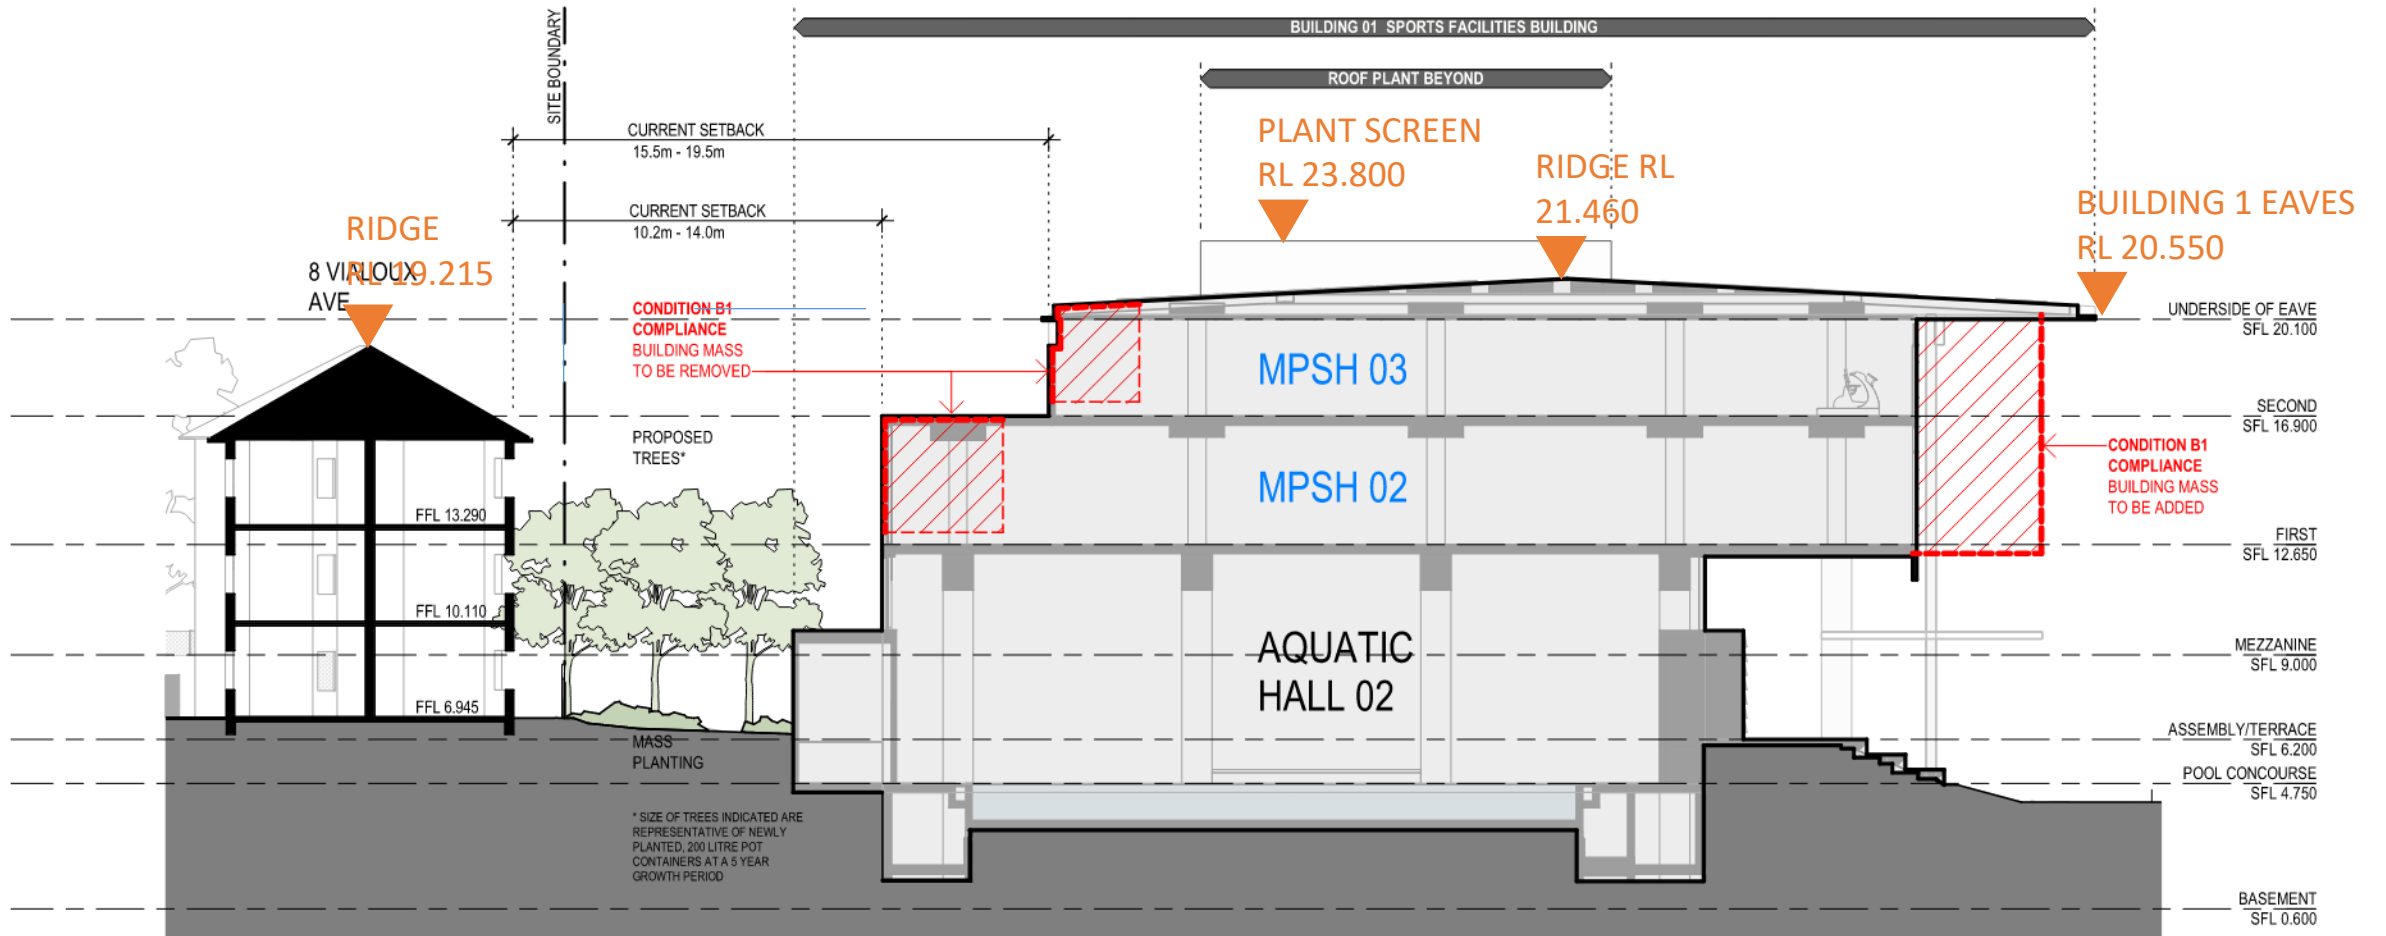 BUILDING 01 SPORTS FACILITIES BUILDING
ROOF PLANT BEYOND
SITE BOUNDARY
CURRENT SETBACK
15.5m - 19.5m
CURRENT SETBACK
10.2m - 14.0m
PLANT SCREEN
RL 23.800
RIDGE RL
21.460
BUILDING 1 EAVES
RL 20.550
RIDGE
RL 19.215
8 VIALOUX
AVE
CONDITION B1
COMPLIANCE
BUILDING MASS
TO BE REMOVED
UNDERSIDE OF EAVE
SFL 20.100
MPSH 03
SECOND
SFL 16.900
PROPOSED
TREES*
CONDITION B1
COMPLIANCE
BUILDING MASS
TO BE ADDED
MPSH 02
FFL 13.290
FIRST
SFL 12.650
FFL 10.110
AQUATIC
HALL 02
MEZZANINE
SFL 9.000
FFL 6.945
MASS
PLANTING
ASSEMBLY/TERRACE
SFL 6.200
POOL CONCOURSE
SFL 4.750
* SIZE OF TREES INDICATED ARE
REPRESENTATIVE OF NEWLY
PLANTED, 200 LITRE POT
CONTAINERS AT A 5 YEAR
GROWTH PERIOD
BASEMENT
SFL 0.600